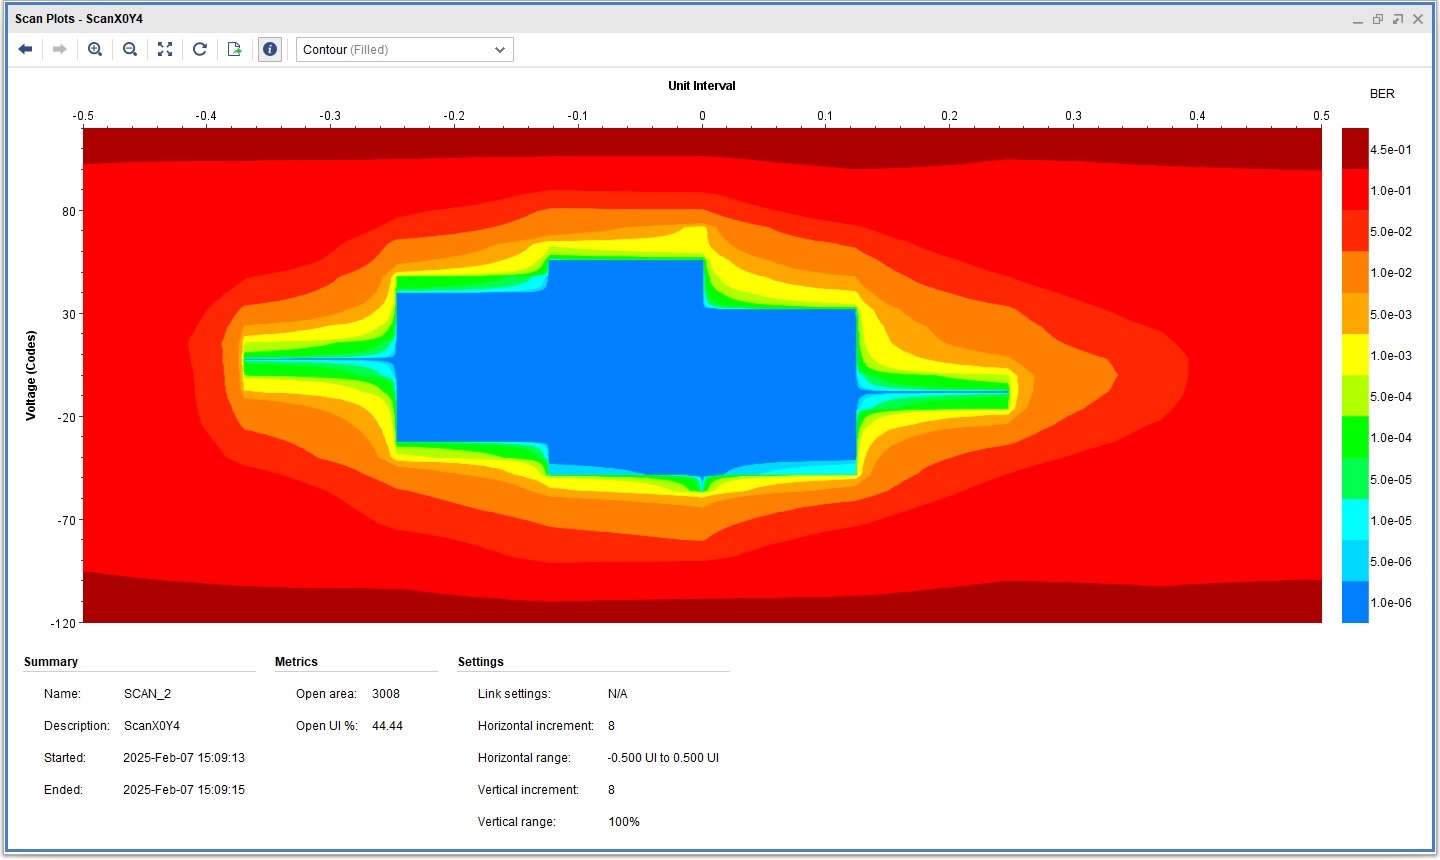 Scan Plots - ScanX0Y4
Contour (Filled)
Unit Interval
BER
-0.5 -0.4 -0.3 -0.2 -0.1 0 0.1 0.2 0.3 0.4 0.5
Voltage (Codes)
80
30
-20
-70
-120
4.5e-01
1.0e-01
5.0e-02
1.0e-02
5.0e-03
1.0e-03
5.0e-04
1.0e-04
5.0e-05
1.0e-05
5.0e-06
1.0e-06
Summary
Name: SCAN_2
Description: ScanX0Y4
Started: 2025-Feb-07 15:09:13
Ended: 2025-Feb-07 15:09:15
Metrics
Open area: 3008
Open UI %: 44.44
Settings
Link settings: N/A
Horizontal increment: 8
Horizontal range: -0.500 UI to 0.500 UI
Vertical increment: 8
Vertical range: 100%